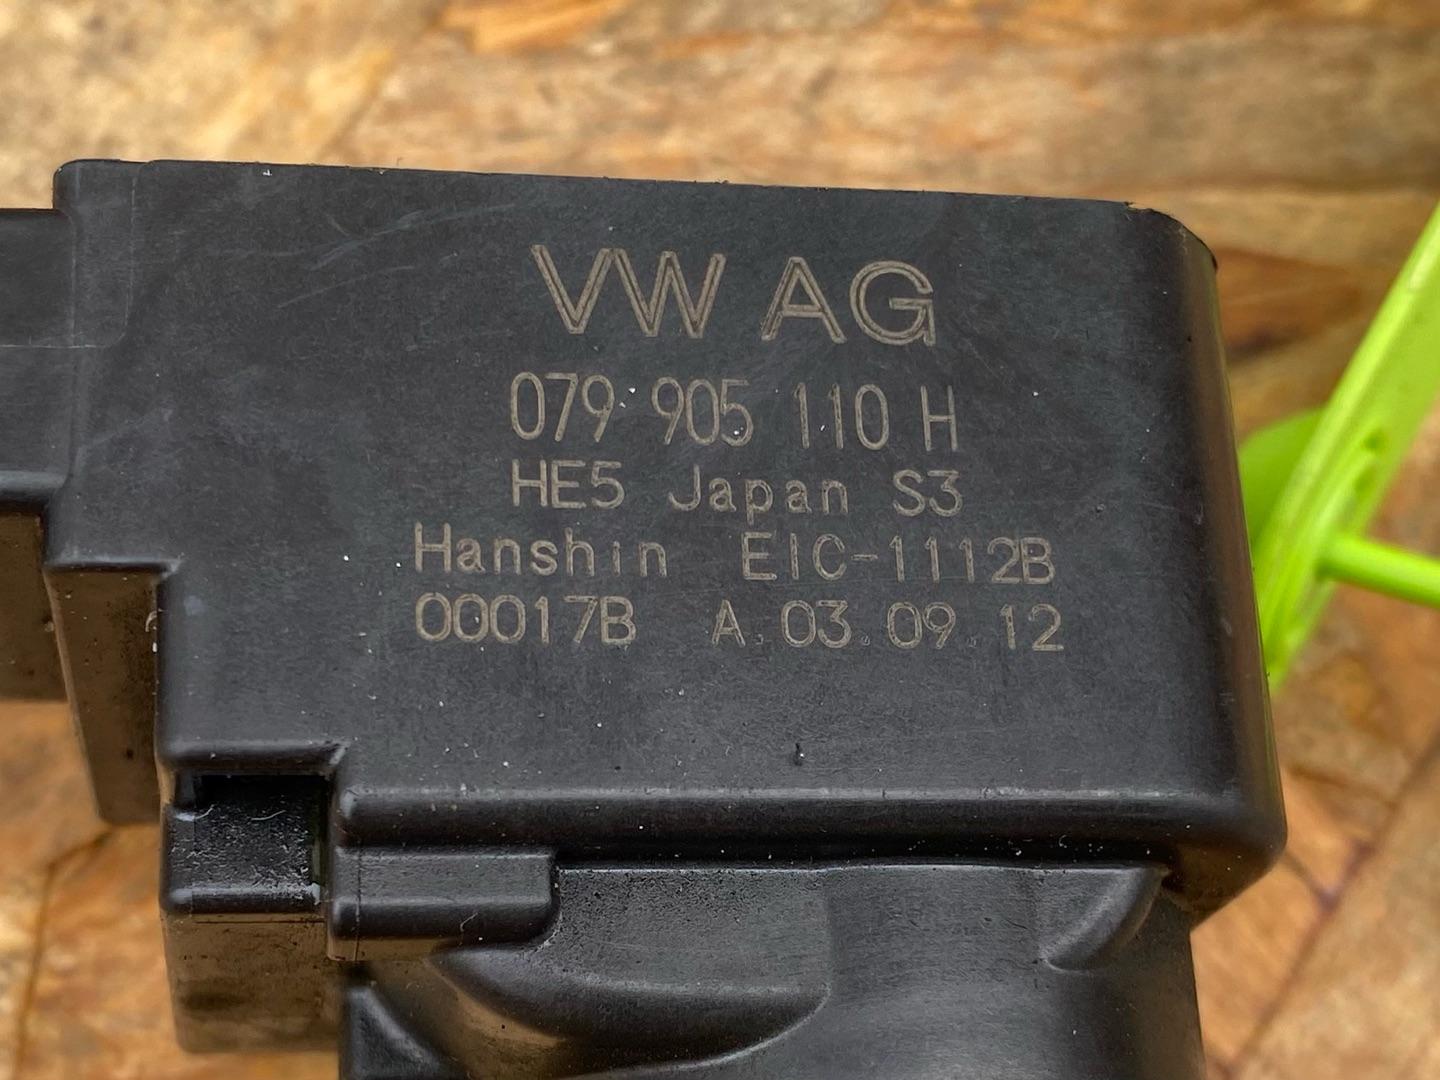 VW AG
079 905 110 H
HE5 Japan S3
Hanshin EIC-1112B
00017B A.03.09.12